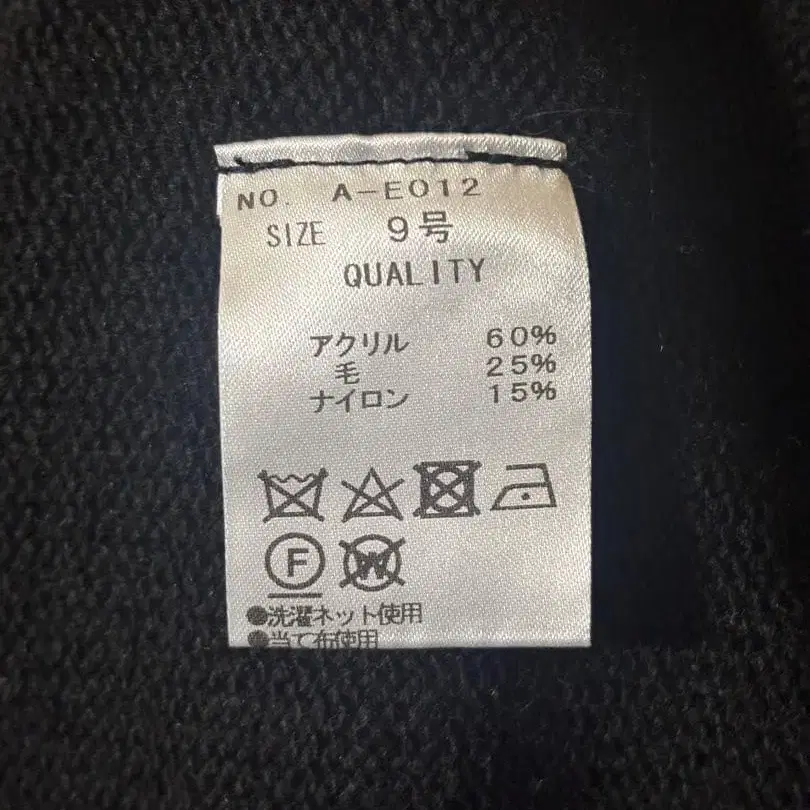 NO. A-E012
SIZE 9号
QUALITY
アクリル 60%
毛 25%
ナイロン 15%
F
W
●洗濯ネット使用
●当て布使用